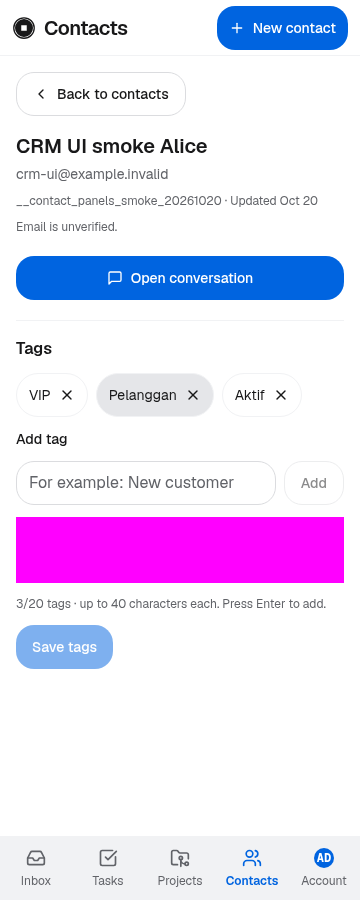 Contacts
New contact
Back to contacts
CRM UI smoke Alice
crm-ui@example.invalid
__contact_panels_smoke_20261020 · Updated Oct 20
Email is unverified.
Open conversation
Tags
VIP
Pelanggan
Aktif
Add tag
For example: New customer
Add
3/20 tags · up to 40 characters each. Press Enter to add.
Save tags
AD
Inbox
Tasks
Projects
Contacts
Account